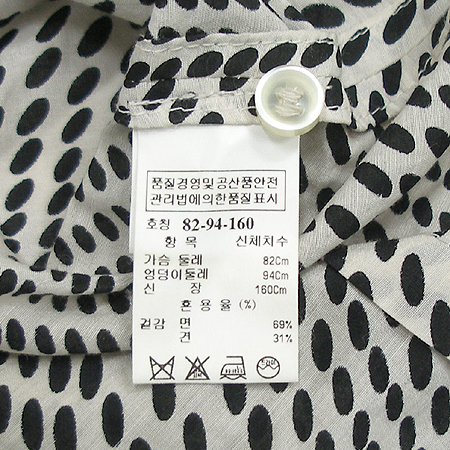 품질경영및공산품안전
관리법에의한품질표시
호칭 82-94-160
항 목 신체치수
가슴 둘레 82Cm
엉덩이둘레 94Cm
신 장 160Cm
혼 용 율 (%)
겉감 면 69%
견 31%